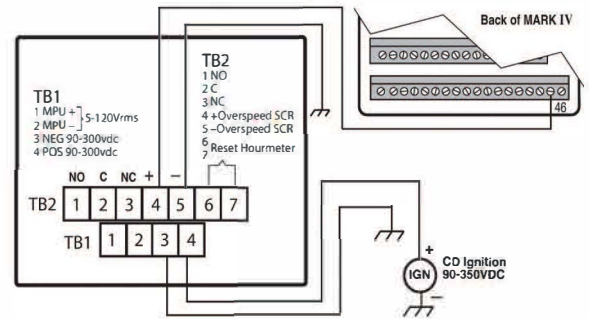 Back of MARK IV
46
TB1
1 MPU +
2 MPU -
5-120Vrms
3 NEG 90-300vdc
4 POS 90-300vdc
TB2
1 NO
2 C
3 NC
4 +Overspeed SCR
5 -Overspeed SCR
6
7
Reset Hourmeter
NO C NC + -
TB2 1 2 3 4 5 6 7
TB1 1 2 3 4
+
IGN
CD Ignition
90-350VDC
-